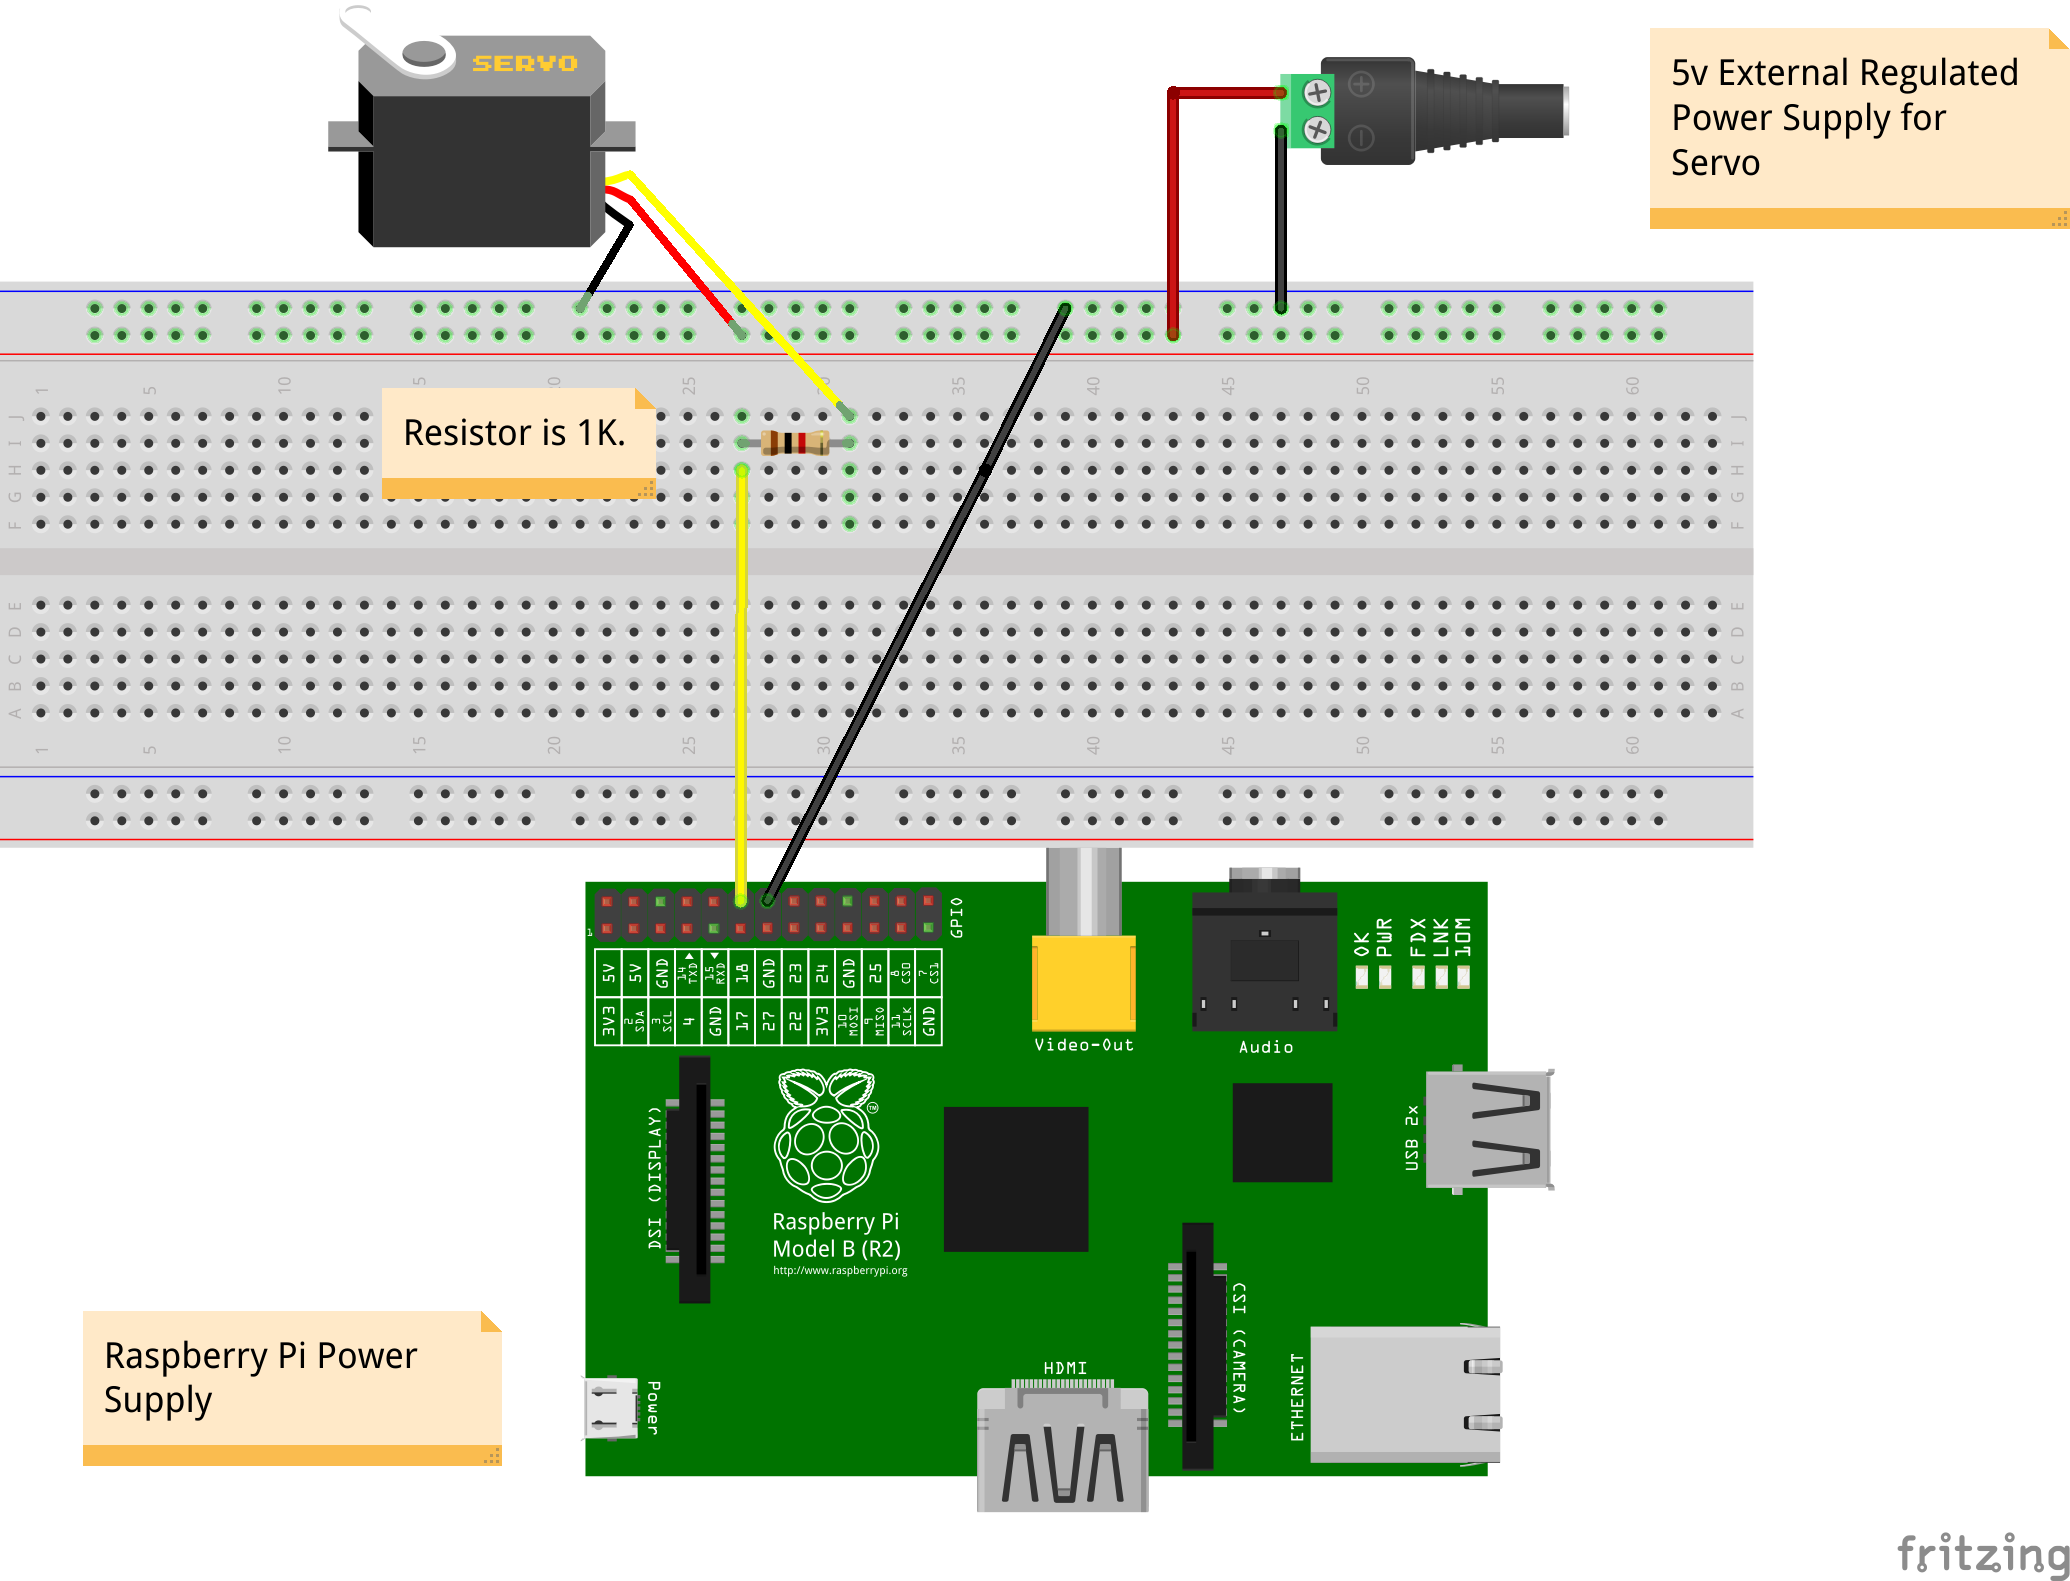 SERVO
5v External Regulated
Power Supply for
Servo
1 5 10 5 0 25 0 35 40 45 50 55 60
J J
I I
H H
G G
F F
Resistor is 1K.
E E
D D
C C
B B
A A
1 5 10 15 20 25 30 35 40 45 50 55 60
1
GPIO
5V 5V GND 14 TXD 15 RXD 18 GND 23 24 GND 25 8 CS0 7 CS1
3V3 2 SDA 3 SCL 4 GND 17 27 22 3V3 10 MOSI 9 MISO 11 SCLK GND
OK PWR FDX LNK 10M
Video-Out
Audio
DSI (DISPLAY)
TM
USB 2x
Raspberry Pi
Model B (R2)
http://www.raspberrypi.org
CSI (CAMERA)
Raspberry Pi Power
Supply
Power
HDMI
ETHERNET
fritzing